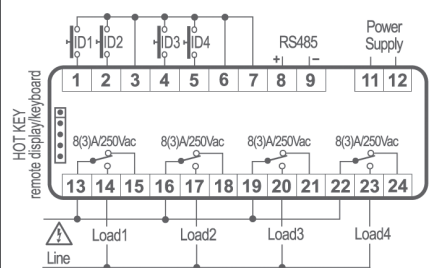 ID1 ID2 ID3 ID4 RS485 Power
Supply
+ −
1 2 3 4 5 6 7 8 9 11 12
HOT KEY
remote display/keyboard
8(3)A/250Vac 8(3)A/250Vac 8(3)A/250Vac 8(3)A/250Vac
13 14 15 16 17 18 19 20 21 22 23 24
Load1 Load2 Load3 Load4
Line